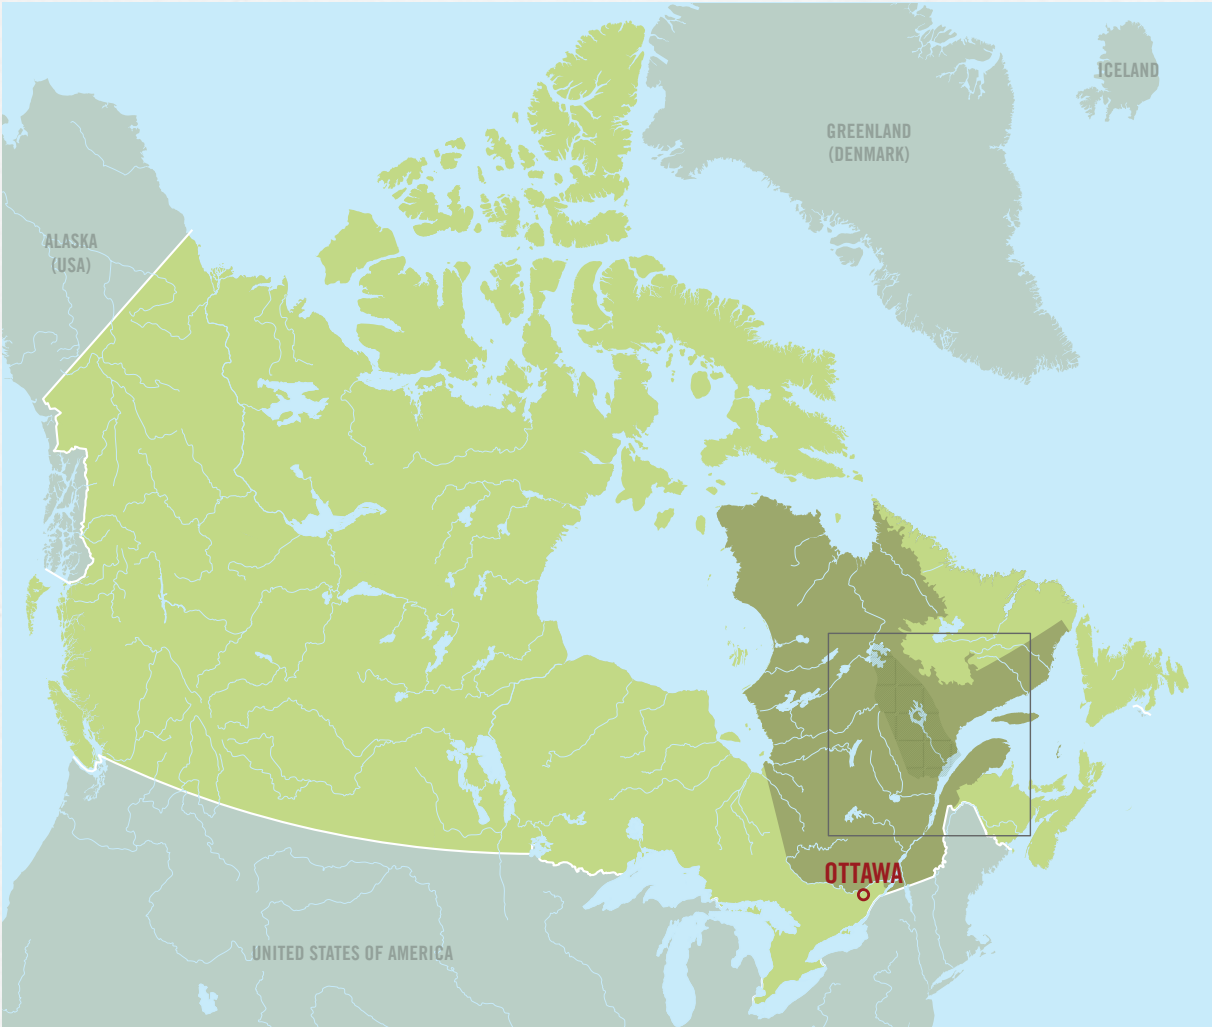 ICELAND
GREENLAND
(DENMARK)
ALASKA
(USA)
OTTAWA
UNITED STATES OF AMERICA